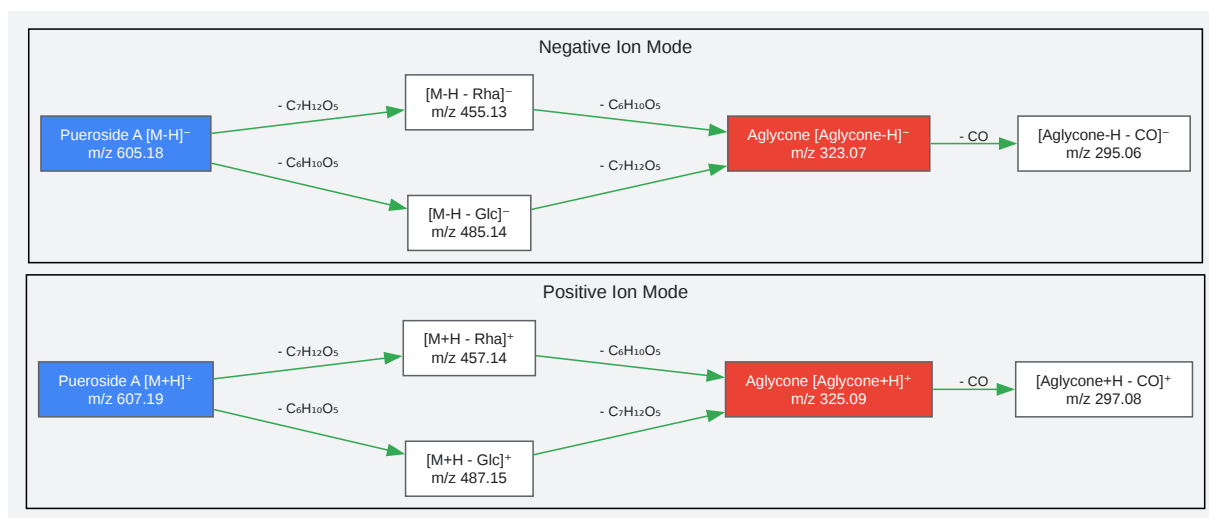 Negative Ion Mode
- C₇H₁₂O₅
[M-H - Rha]⁻
m/z 455.13
- C₆H₁₀O₅
Pueroside A [M-H]⁻
m/z 605.18
Aglycone [Aglycone-H]⁻
m/z 323.07
- CO
[Aglycone-H - CO]⁻
m/z 295.06
- C₆H₁₀O₅
- C₇H₁₂O₅
[M-H - Glc]⁻
m/z 485.14
Positive Ion Mode
- C₇H₁₂O₅
[M+H - Rha]⁺
m/z 457.14
- C₆H₁₀O₅
Pueroside A [M+H]⁺
m/z 607.19
Aglycone [Aglycone+H]⁺
m/z 325.09
- CO
[Aglycone+H - CO]⁺
m/z 297.08
- C₆H₁₀O₅
- C₇H₁₂O₅
[M+H - Glc]⁺
m/z 487.15